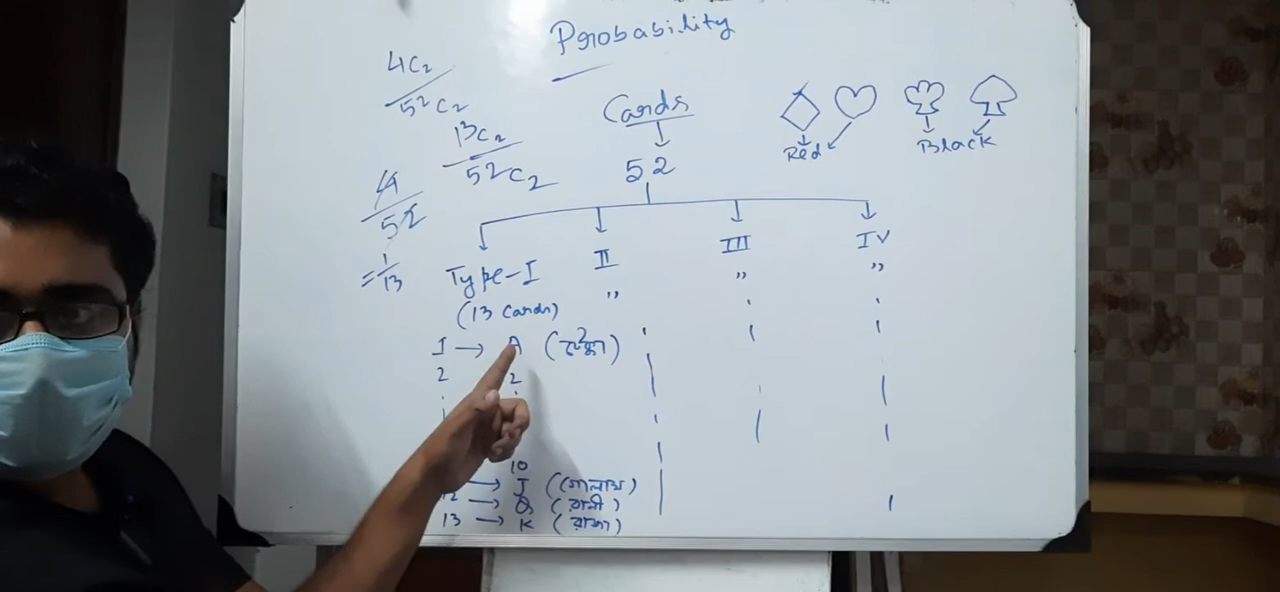 Probability
4C2/52C2
Cards
13C2/52C2
52
Red
Black
4/52
=1/13
Type-I
II
III
IV
(13 Cards)
"
"
"
I → A (টেক্কা)
2 2
10
→ J (গোলাম)
12 → Q (রানী)
13 → K (রাজা)